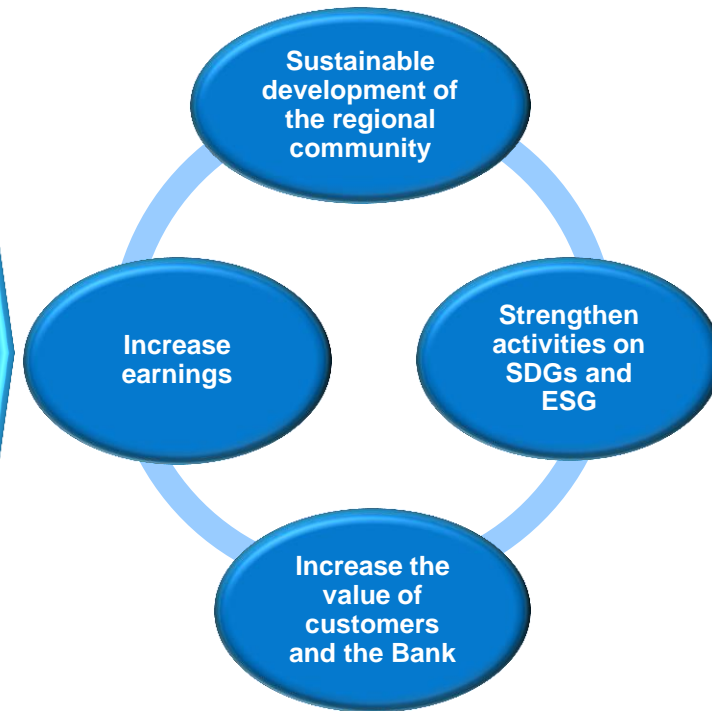 Sustainable
development of
the regional
community
Increase
earnings
Strengthen
activities on
SDGs and
ESG
Increase the
value of
customers
and the Bank